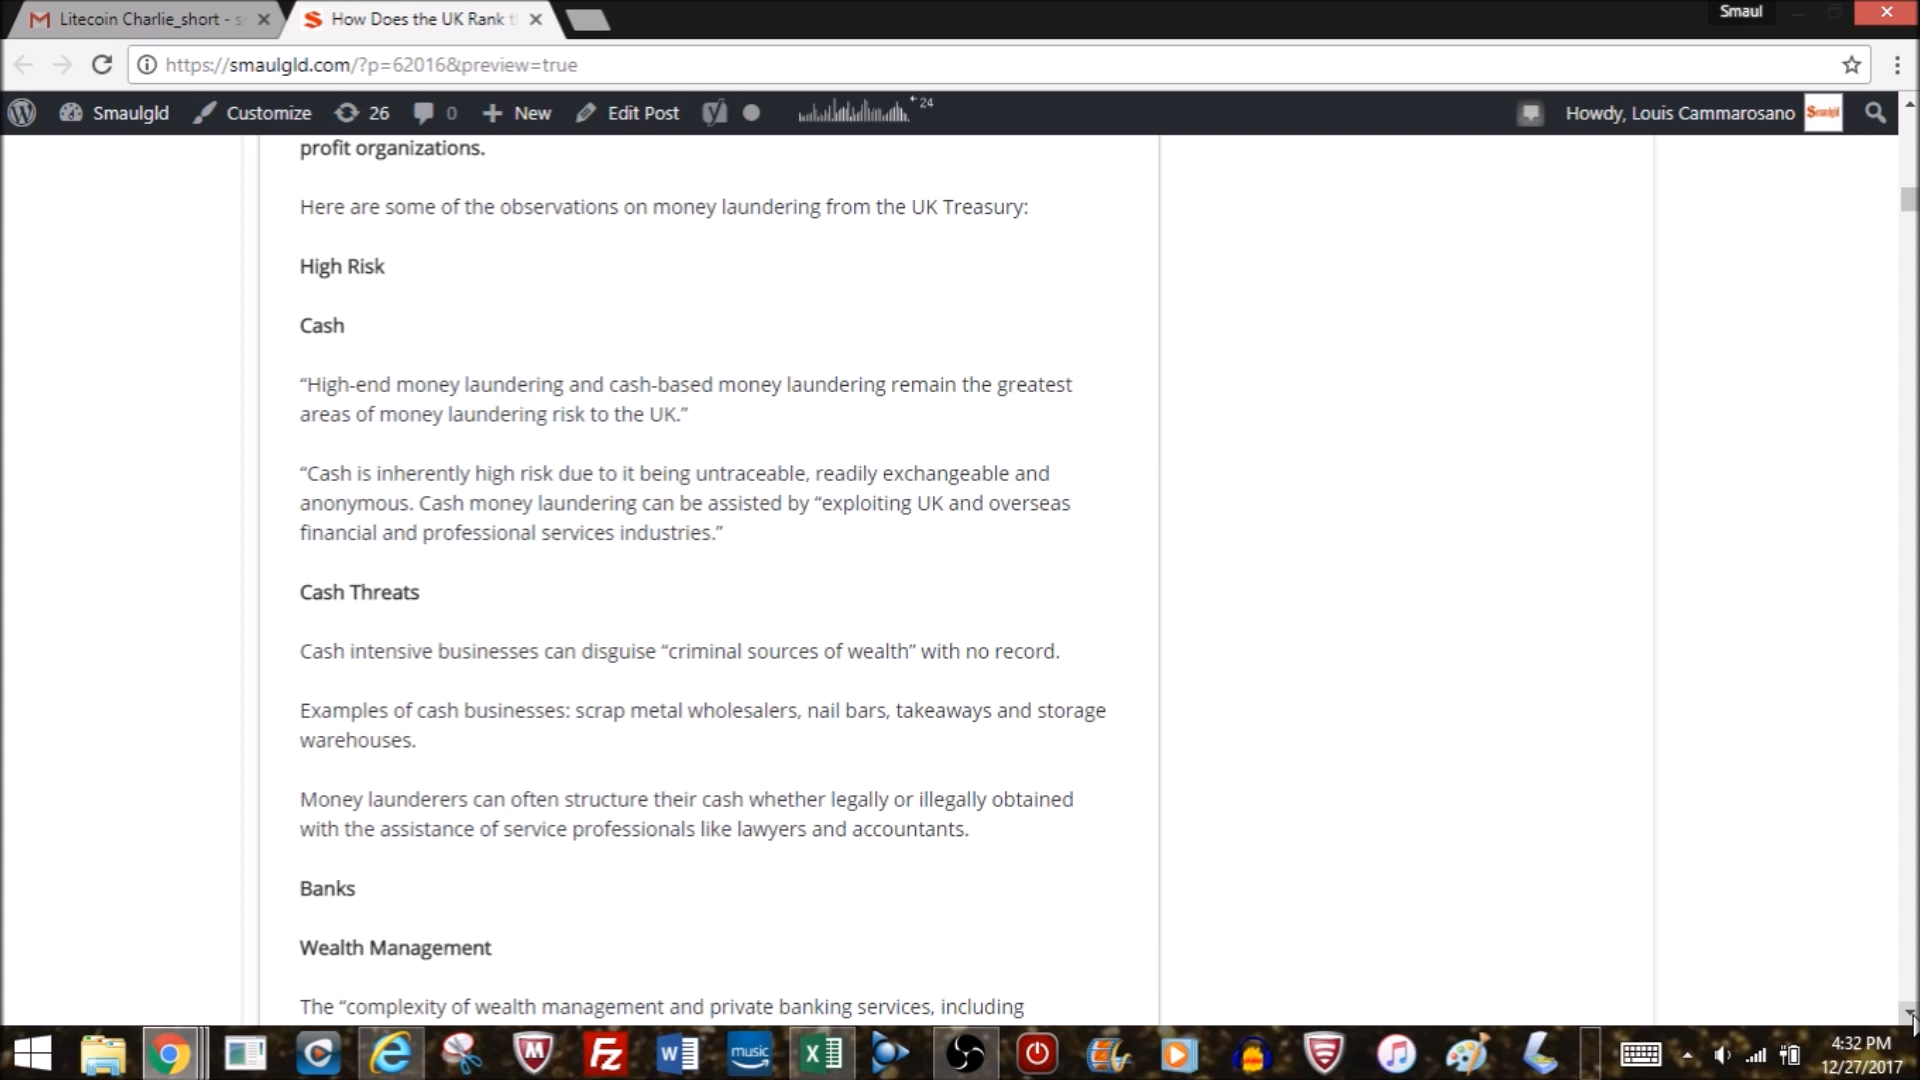 Litecoin Charlie_short - s
How Does the UK Rank t
Smaul
https://smaulgld.com/?p=62016&preview=true
Smaulgld Customize 26 0 New Edit Post 24 Howdy, Louis Cammarosano Smaulgld
profit organizations.
Here are some of the observations on money laundering from the UK Treasury:
High Risk
Cash
“High-end money laundering and cash-based money laundering remain the greatest
areas of money laundering risk to the UK.”
“Cash is inherently high risk due to it being untraceable, readily exchangeable and
anonymous. Cash money laundering can be assisted by “exploiting UK and overseas
financial and professional services industries.”
Cash Threats
Cash intensive businesses can disguise “criminal sources of wealth” with no record.
Examples of cash businesses: scrap metal wholesalers, nail bars, takeaways and storage
warehouses.
Money launderers can often structure their cash whether legally or illegally obtained
with the assistance of service professionals like lawyers and accountants.
Banks
Wealth Management
The “complexity of wealth management and private banking services, including
music
4:32 PM
12/27/2017